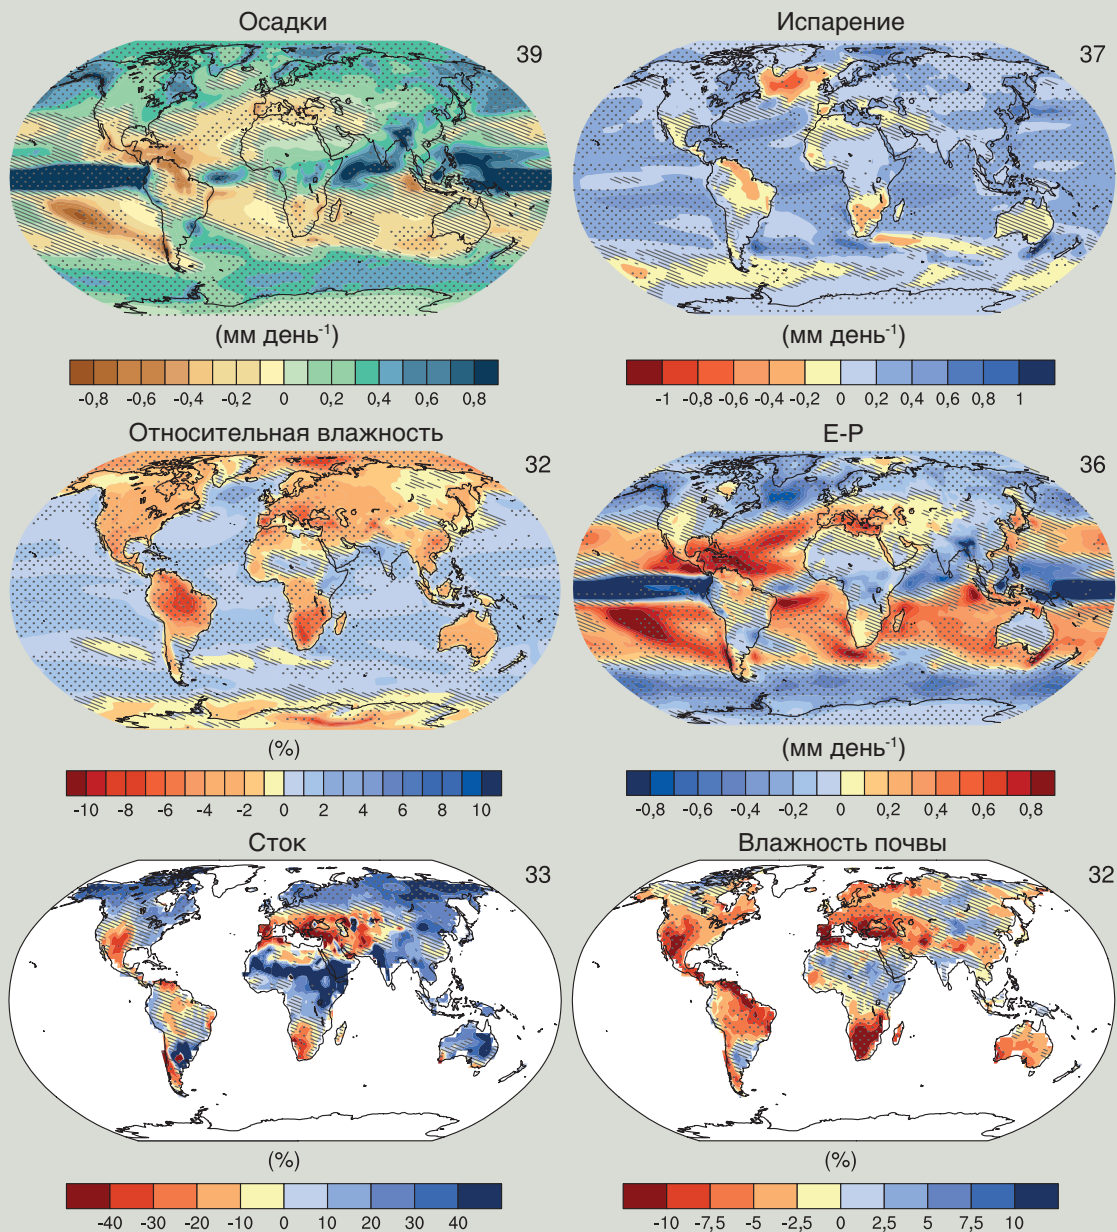 Осадки
39
(мм день⁻¹)
-0,8 -0,6 -0,4 -0,2 0 0,2 0,4 0,6 0,8
Испарение
37
(мм день⁻¹)
-1 -0,8 -0,6 -0,4 -0,2 0 0,2 0,4 0,6 0,8 1
Относительная влажность
32
(%)
-10 -8 -6 -4 -2 0 2 4 6 8 10
E-P
36
(мм день⁻¹)
-0,8 -0,6 -0,4 -0,2 0 0,2 0,4 0,6 0,8
Сток
33
(%)
-40 -30 -20 -10 0 10 20 30 40
Влажность почвы
32
(%)
-10 -7,5 -5 -2,5 0 2,5 5 7,5 10